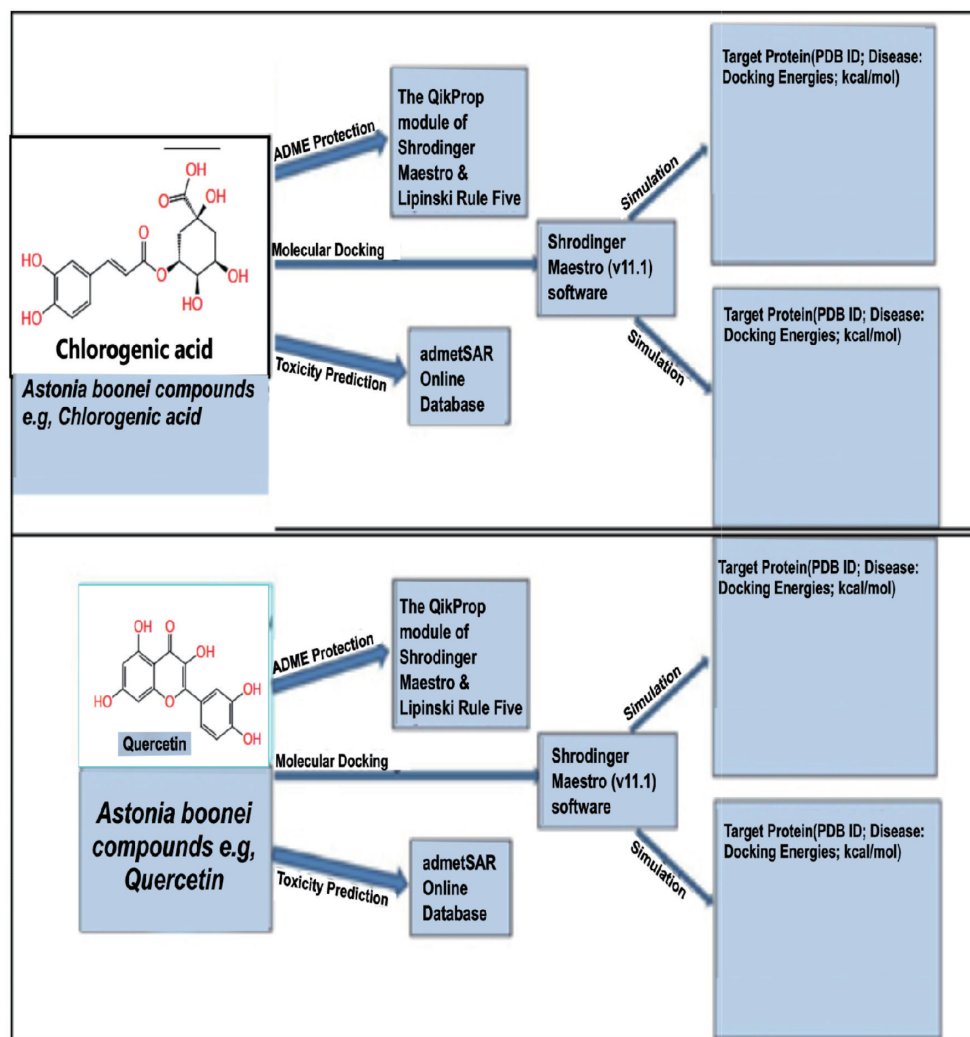 Target Protein(PDB ID; Disease:
Docking Energies; kcal/mol)
The QikProp
module of
Shrodinger
Maestro &
Lipinski Rule Five
ADME Protection
OH
O
OH
O
HO
O
OH
HO
OH
HO
Chlorogenic acid
Astonia boonei compounds
e.g, Chlorogenic acid
Molecular Docking
Toxicity Prediction
admetSAR
Online
Database
Shrodinger
Maestro (v11.1)
software
Simulation
Simulation
Target Protein(PDB ID; Disease:
Docking Energies; kcal/mol)
Target Protein(PDB ID; Disease:
Docking Energies; kcal/mol)
The QikProp
module of
Shrodinger
Maestro &
Lipinski Rule Five
ADME Protection
OH
O
OH
OH
HO
O
OH
Quercetin
Astonia boonei
compounds e.g,
Quercetin
Molecular Docking
Toxicity Prediction
admetSAR
Online
Database
Shrodinger
Maestro (v11.1)
software
Simulation
Simulation
Target Protein(PDB ID; Disease:
Docking Energies; kcal/mol)